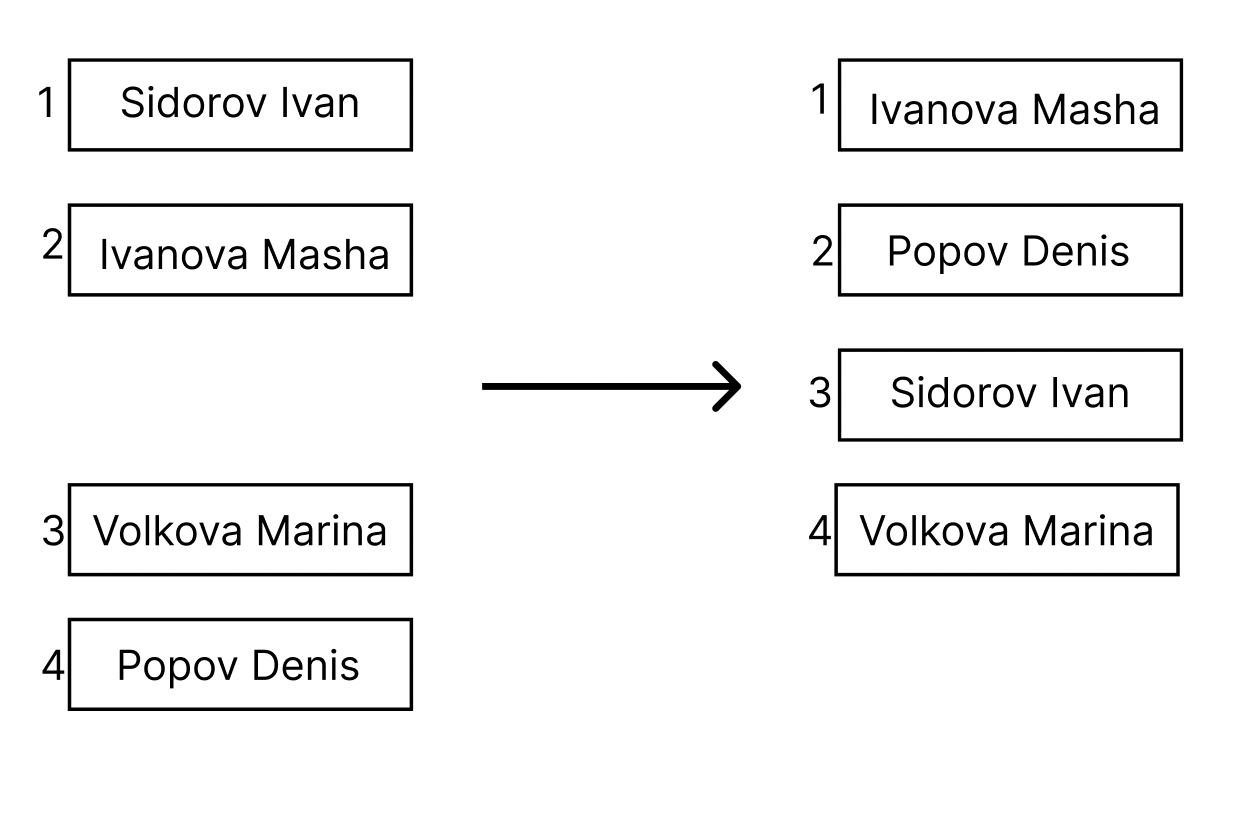 1 Sidorov Ivan
2 Ivanova Masha
3 Volkova Marina
4 Popov Denis
1 Ivanova Masha
2 Popov Denis
3 Sidorov Ivan
4 Volkova Marina